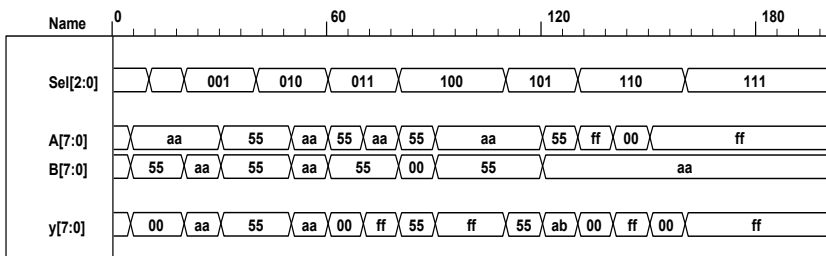 Name 0 60 120 180
Sel[2:0] 001 010 011 100 101 110 111
A[7:0] aa 55 aa 55 aa 55 aa 55 ff 00 ff
B[7:0] 55 aa 55 aa 55 00 55 aa
y[7:0] 00 aa 55 aa 00 ff 55 ff 55 ab 00 ff 00 ff